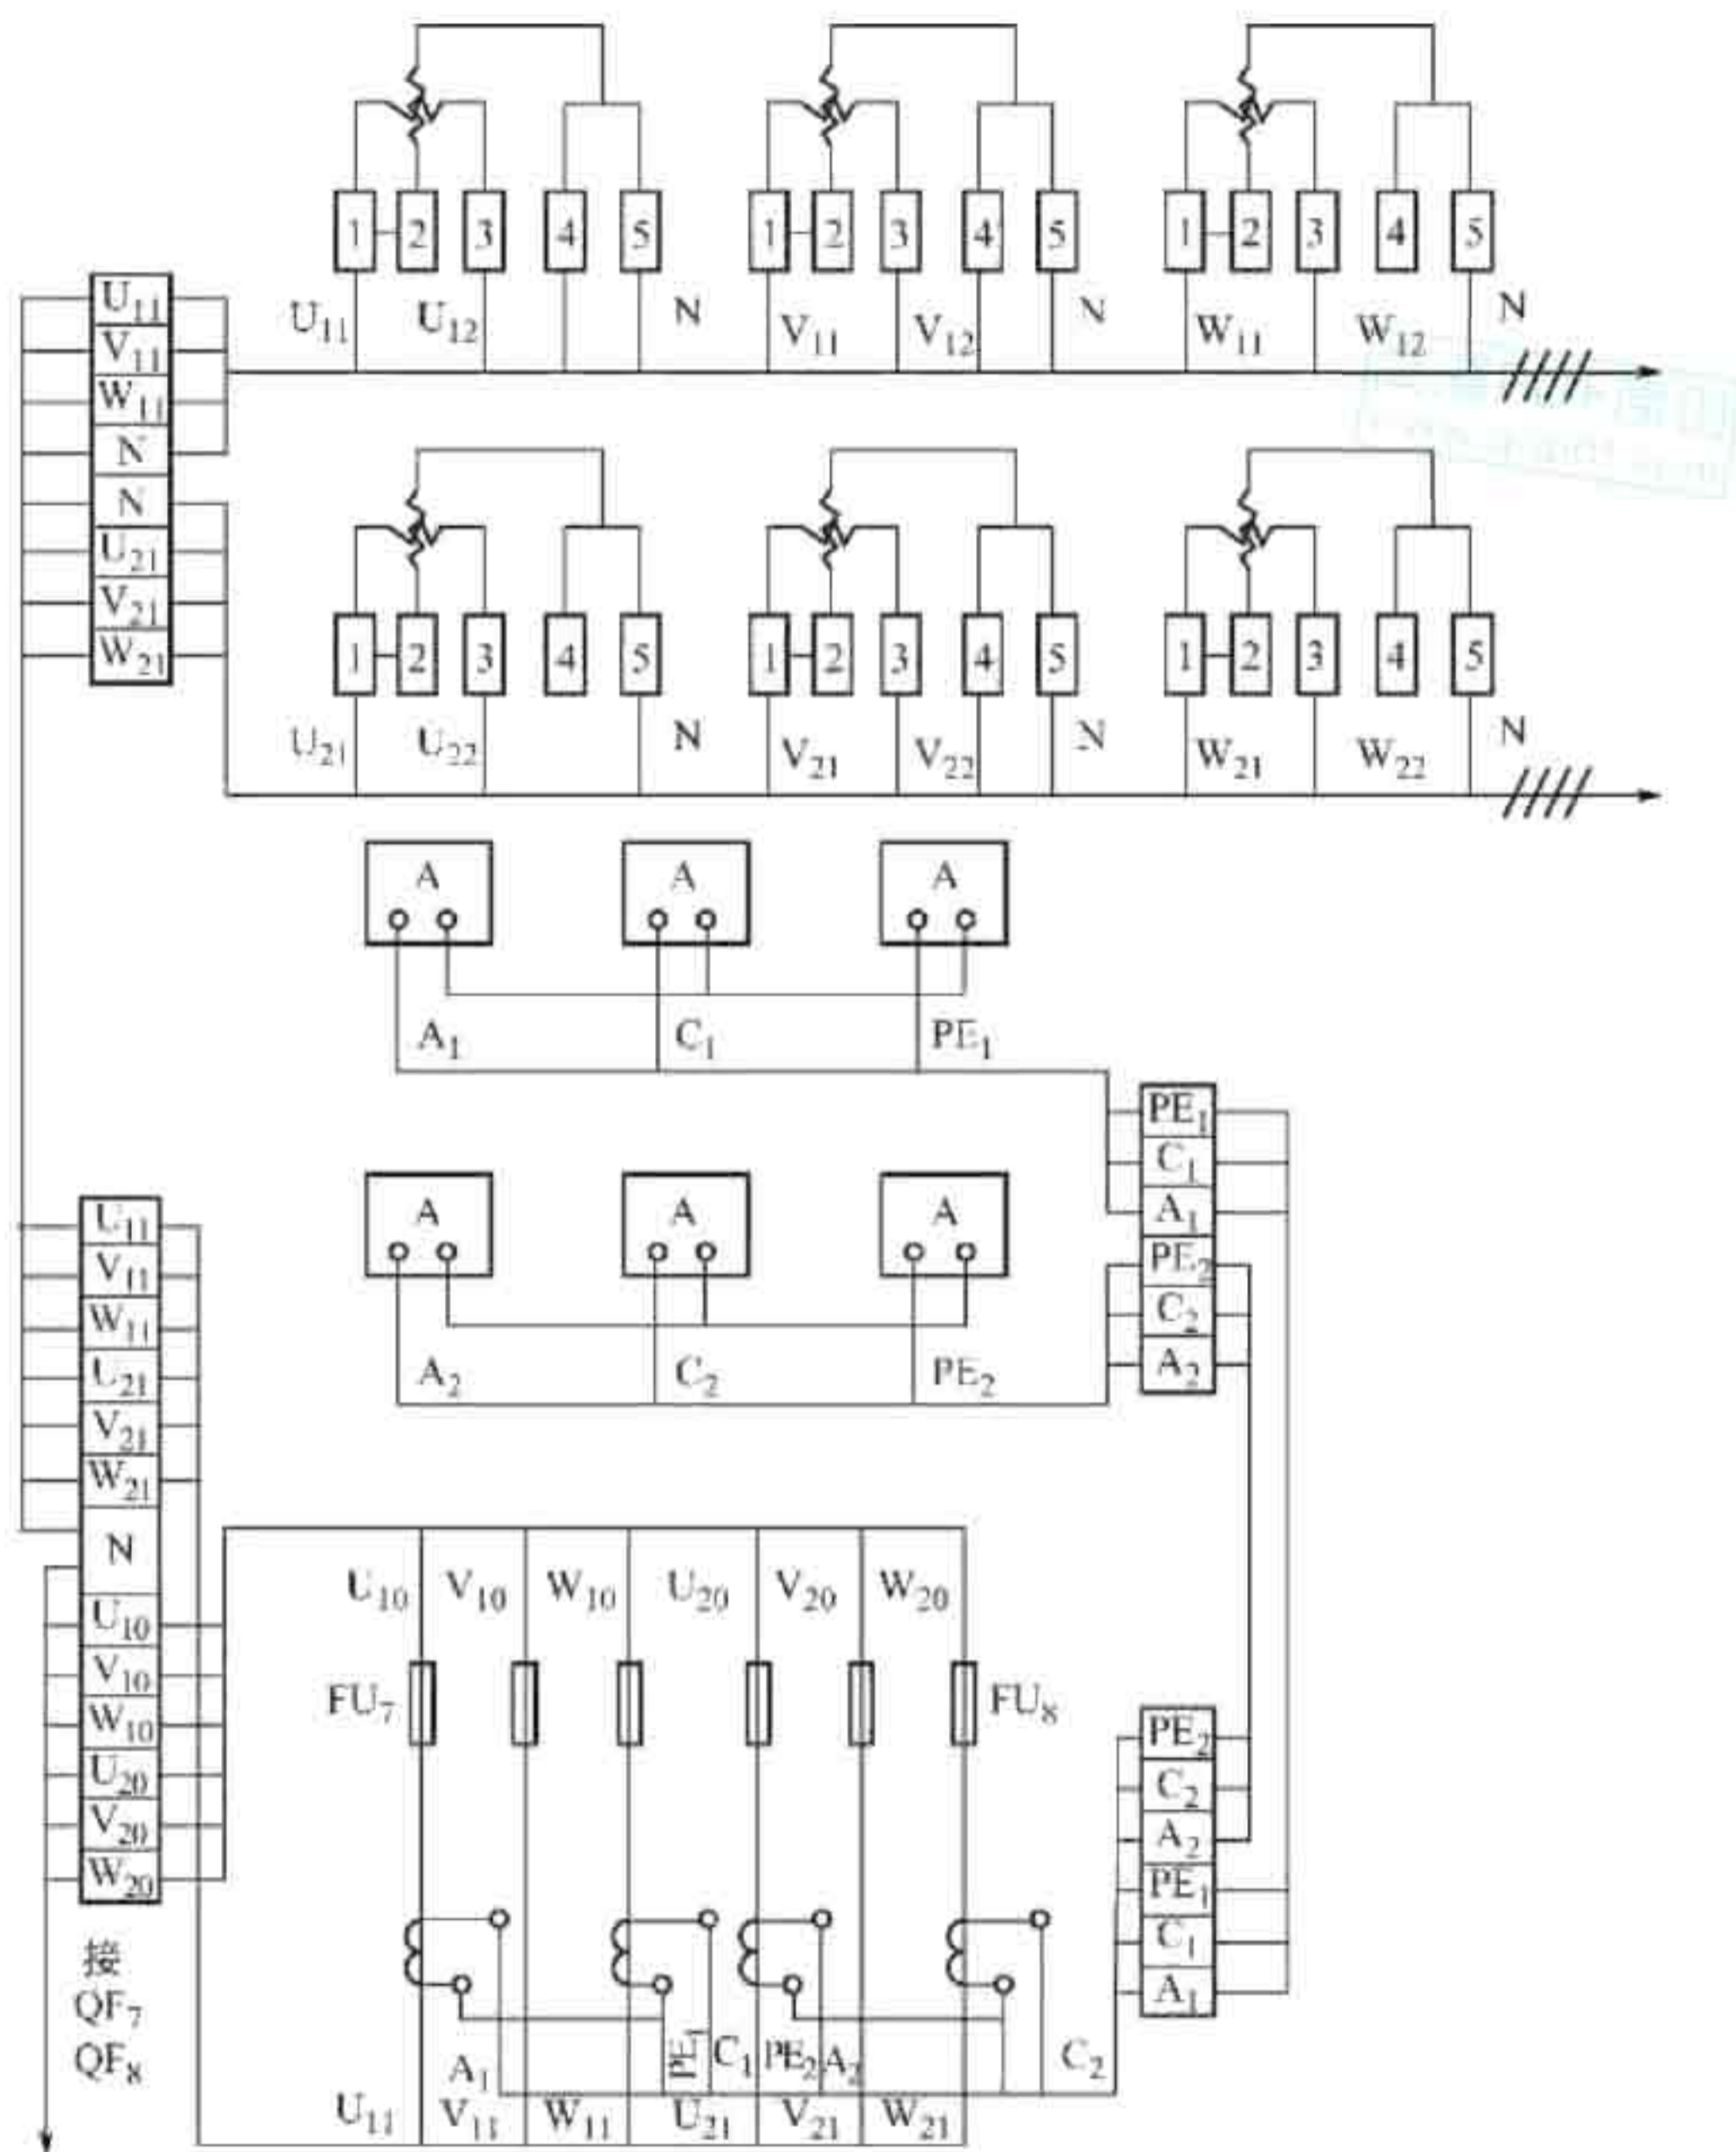 1 2 3 4 5 1 2 3 4 5 1 2 3 4 5
U11 U12 N V11 V12 N W11 W12 N
U11
V11
W11
N
N
U21
V21
W21
1 2 3 4 5 1 2 3 4 5 1 2 3 4 5
U21 U22 N V21 V22 N W21 W22 N
A A A
A1 C1 PE1
PE1
C1
A1
PE2
C2
A2
A A A
A2 C2 PE2
U11
V11
W11
U21
V21
W21
N
U10
V10
W10
U20
V20
W20
接
QF7
QF8
U10 V10 W10 U20 V20 W20
FU7 FU8
PE2
C2
A2
PE1
C1
A1
A1 PE1 C1 PE2 A2 C2
U11 V11 W11 U21 V21 W21